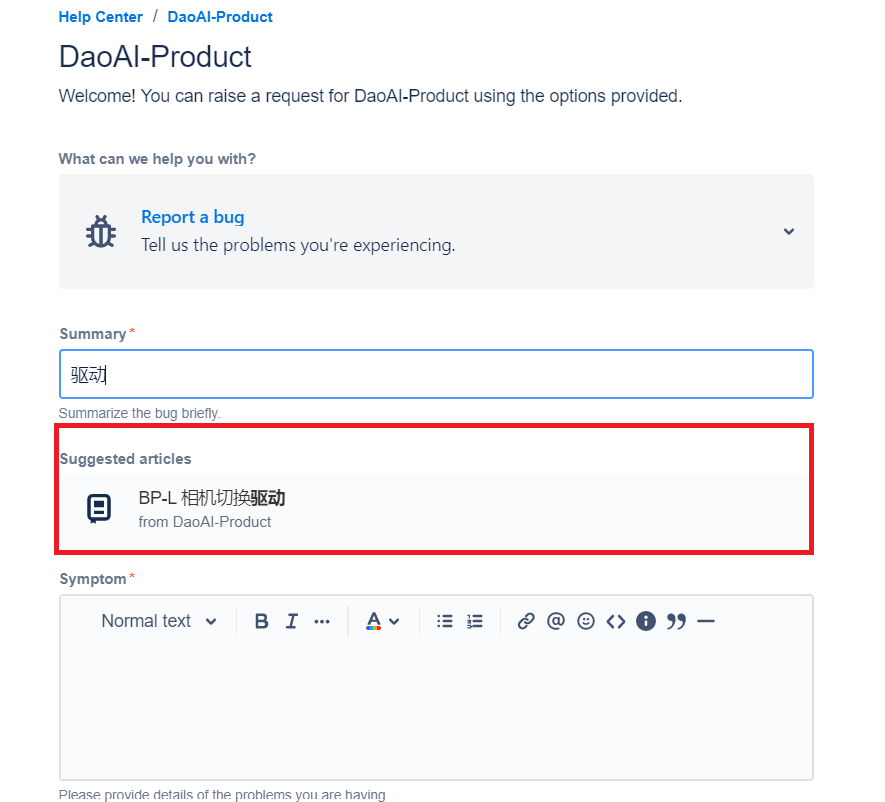 Help Center / DaoAI-Product
DaoAI-Product
Welcome! You can raise a request for DaoAI-Product using the options provided.
What can we help you with?
Report a bug
Tell us the problems you're experiencing.
Summary*
驱动
Summarize the bug briefly.
Suggested articles
BP-L 相机切换驱动
from DaoAI-Product
Symptom*
Normal text B I ... A @ <> i ” —
Please provide details of the problems you are having